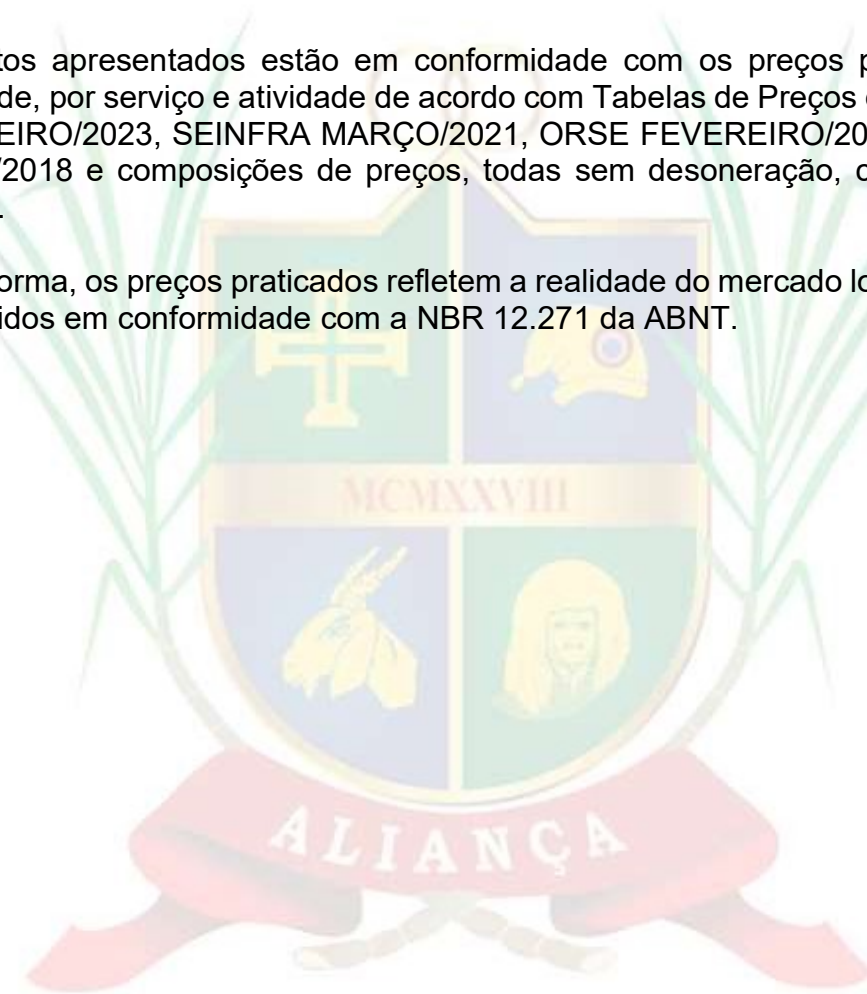 tos apresentados estão em conformidade com os preços p
de, por serviço e atividade de acordo com Tabelas de Preços
EIRO/2023, SEINFRA MARÇO/2021, ORSE FEVEREIRO/20
/2018 e composições de preços, todas sem desoneração, o
.
orma, os preços praticados refletem a realidade do mercado lo
idos em conformidade com a NBR 12.271 da ABNT.
MCMXXVIII
ALIANÇA